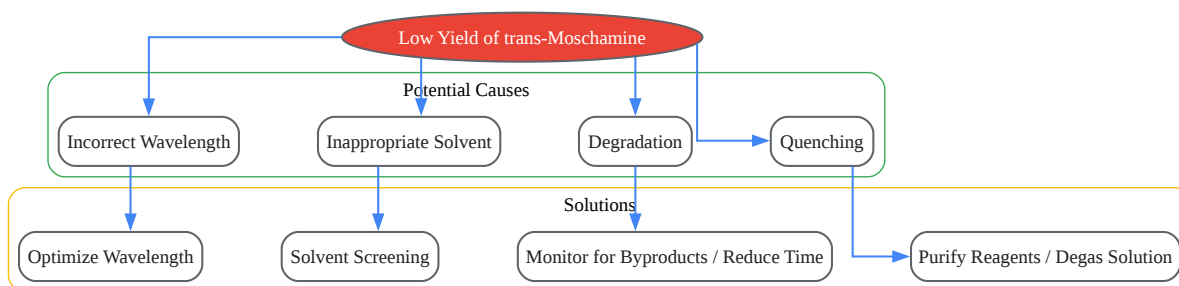 Low Yield of trans-Moschamine
Potential Causes
Incorrect Wavelength
Inappropriate Solvent
Degradation
Quenching
Solutions
Optimize Wavelength
Solvent Screening
Monitor for Byproducts / Reduce Time
Purify Reagents / Degas Solution